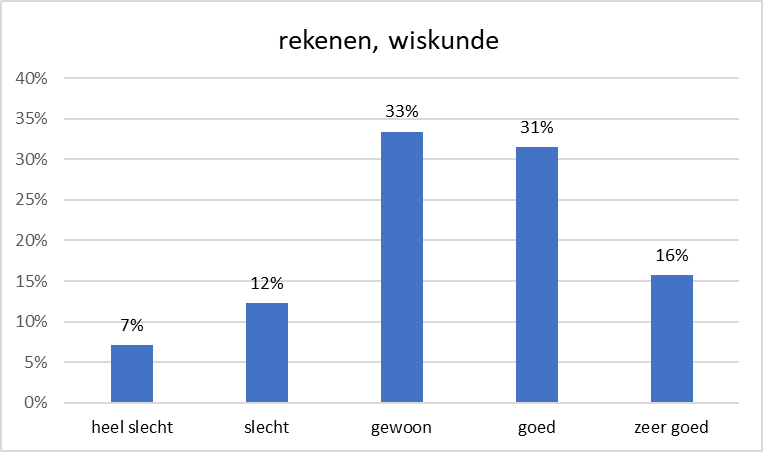 rekenen, wiskunde
40%
35%
30%
25%
20%
15%
10%
5%
0%
7%
12%
33%
31%
16%
heel slecht
slecht
gewoon
goed
zeer goed